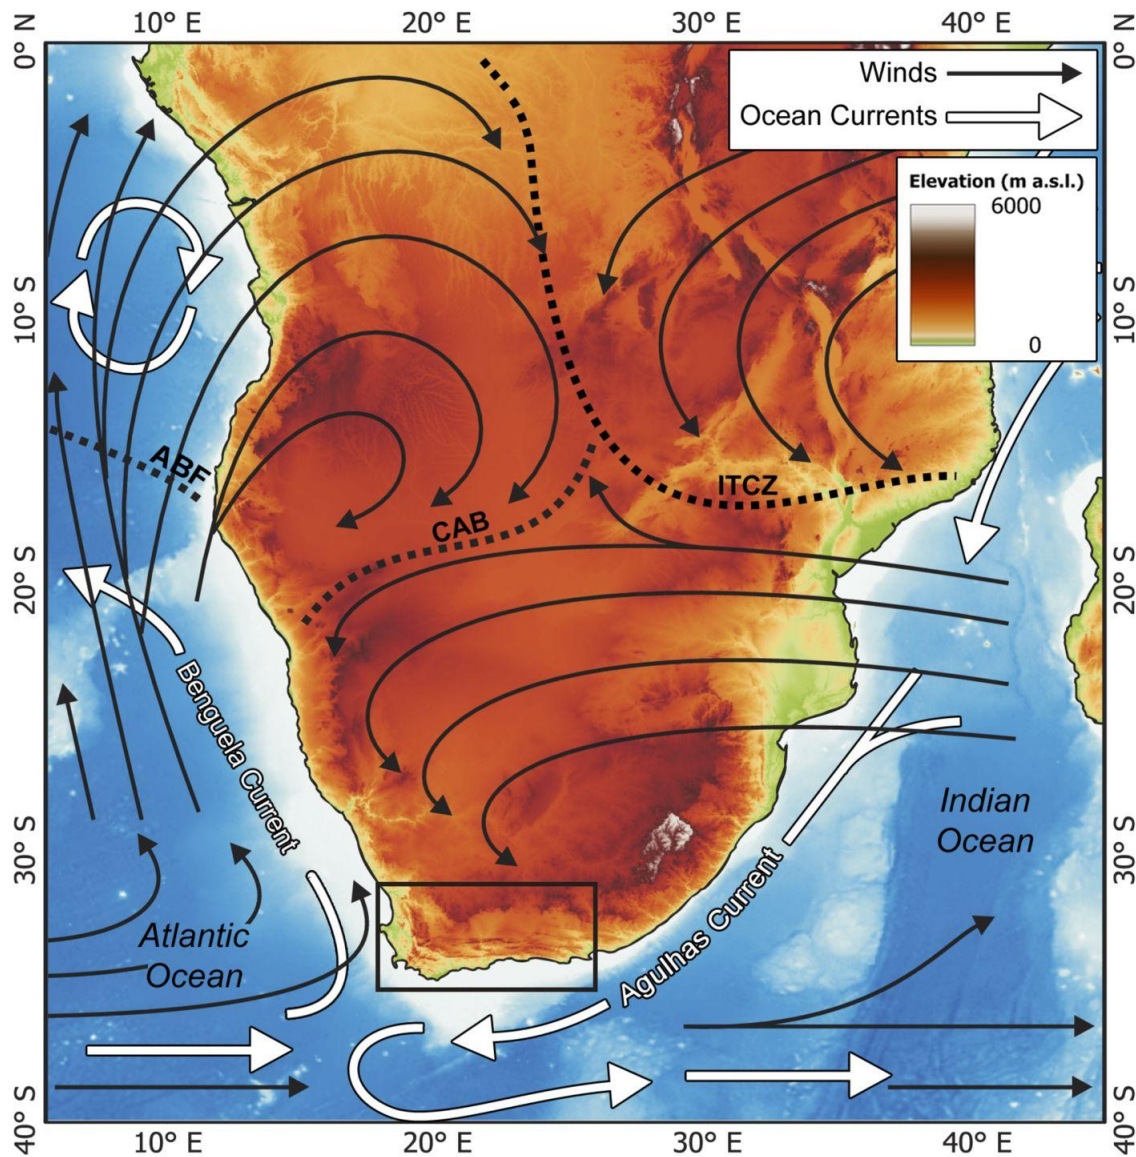 10° E 20° E 30° E 40° E
0° N
0° N
Winds
Ocean Currents
Elevation (m a.s.l.)
6000
0
10° S
10° S
ABF
CAB
ITCZ
20° S
20° S
Benguela Current
Indian
Ocean
30° S
30° S
Agulhas Current
Atlantic
Ocean
40° S
40° S
10° E 20° E 30° E 40° E